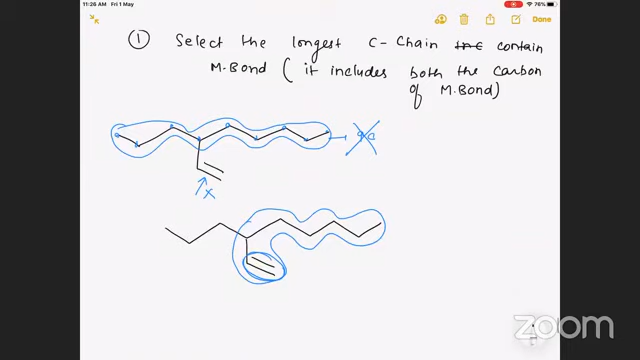 11:26 AM Fri 1 May
76%
Done
① Select the longest C-Chain the contain
M.Bond (it includes both the carbon
of M.Bond)
9C
x
zoom